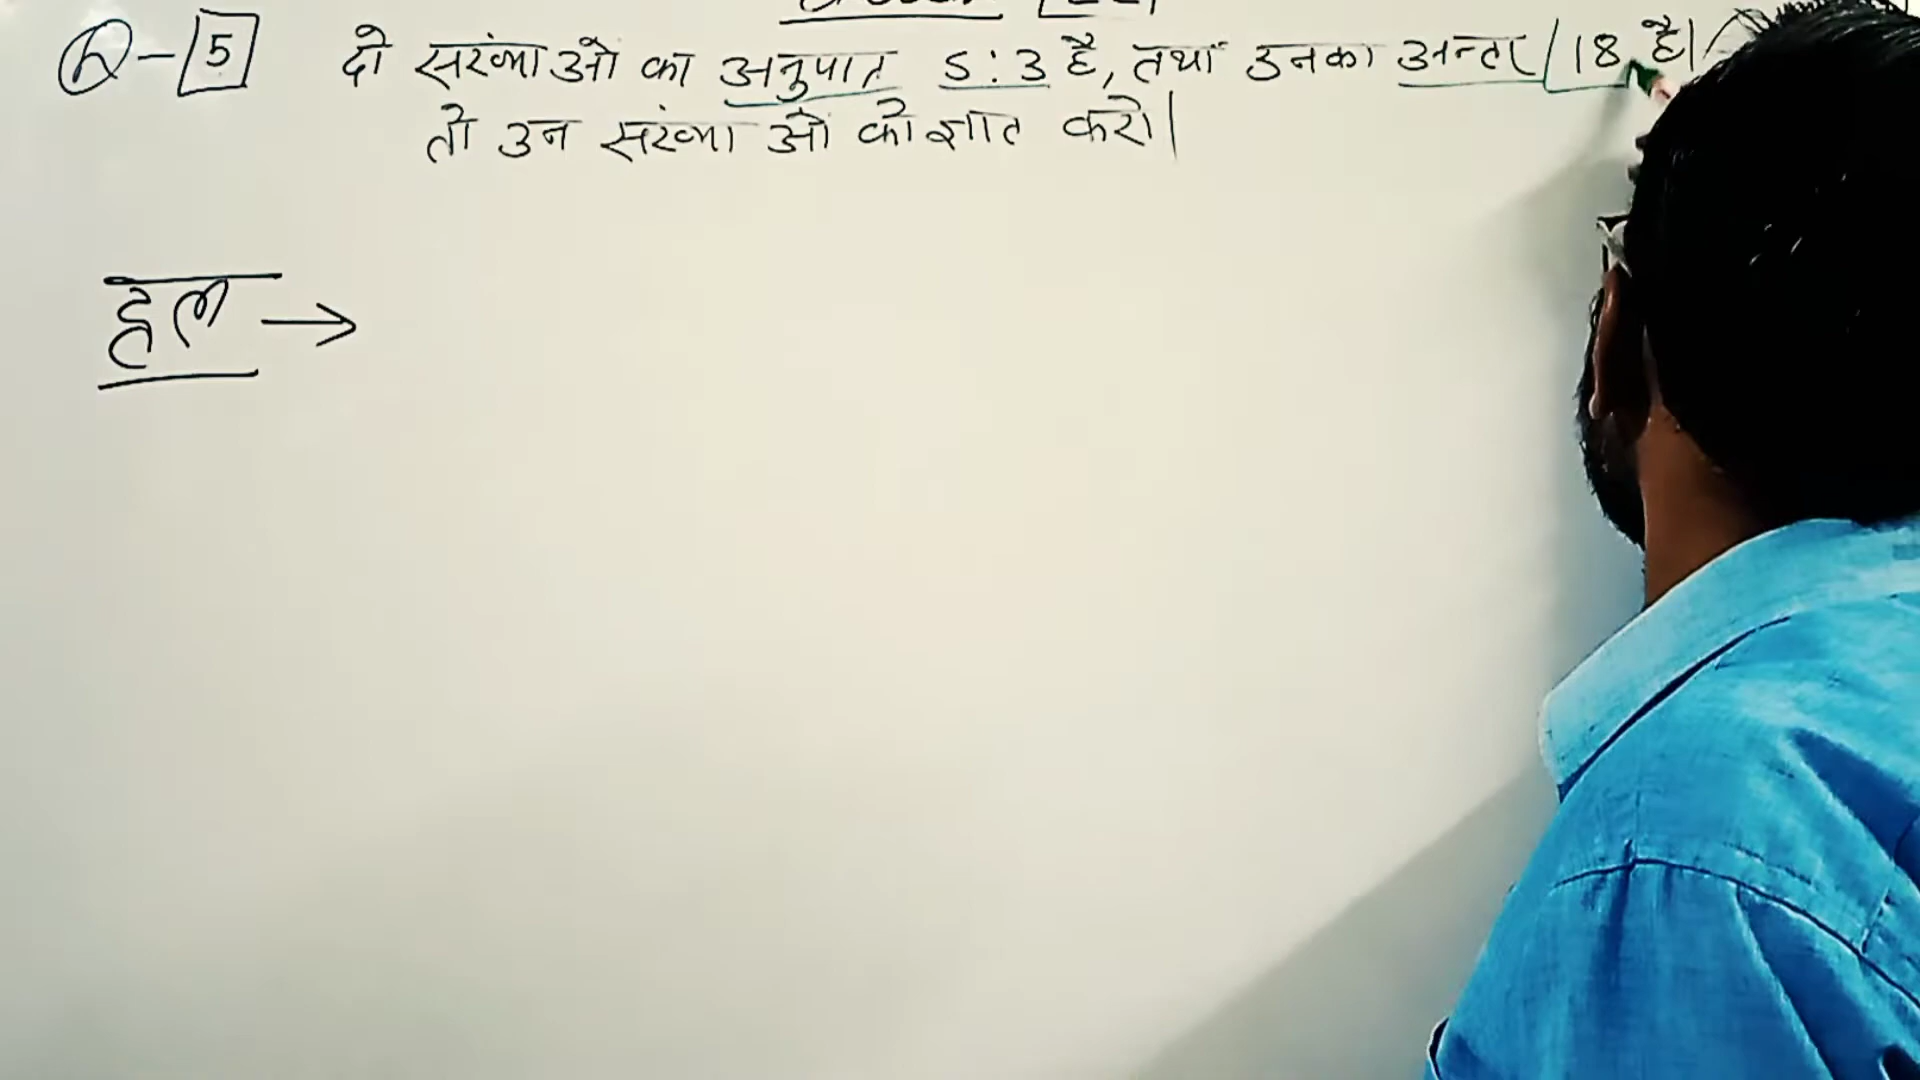 Q-5 दो संख्याओ का अनुपात 5:3 है, तथा उनका अन्तर 18 है।
तो उन संख्याओ को ज्ञात करो।
हल →